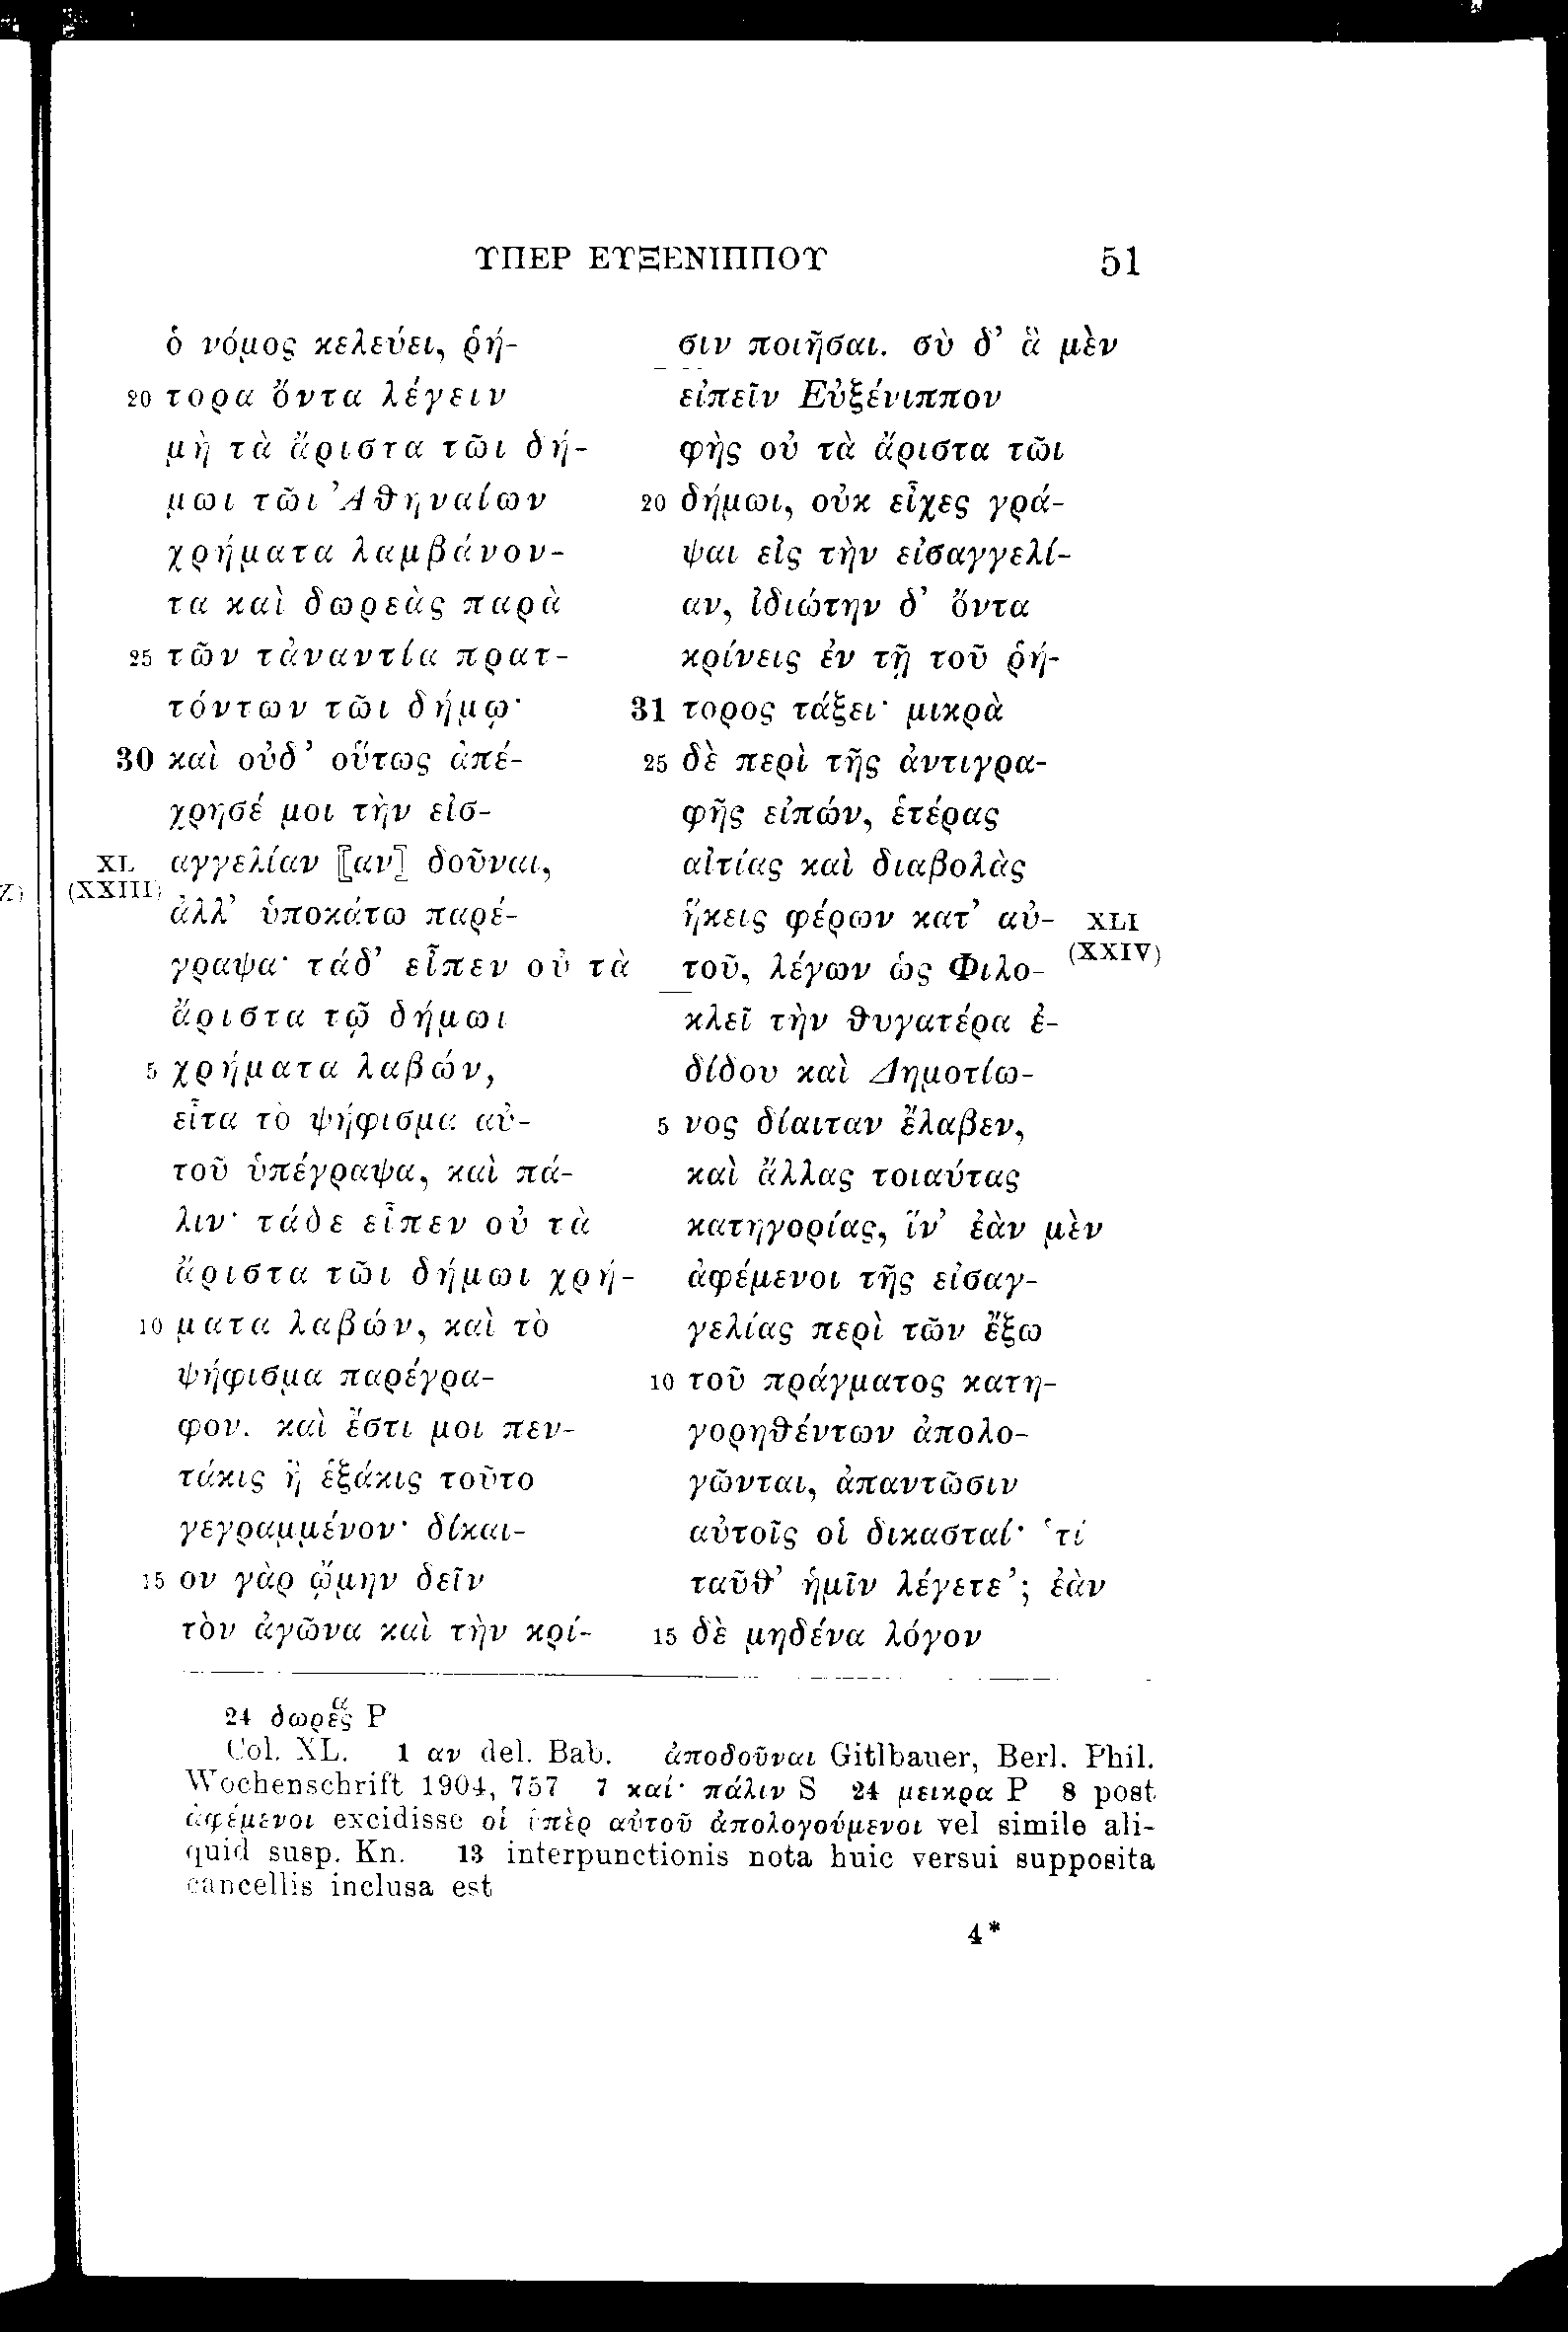 ΥΠΕΡ ΕΥΞΕΝΙΠΠΟΥ 51
ὁ νόμος κελεύει, ῥή-
20 τορα ὄντα λέγειν
μὴ τὰ ἄριστα τῶι δή-
μωι τῶι Ἀθηναίων
χρήματα λαμβάνον-
τα καὶ δωρεὰς παρὰ
25 τῶν τἀναντία πρατ-
τόντων τῶι δήμῳ·
30 καὶ οὐδ’ οὕτως ἀπέ-
χρησέ μοι τὴν εἰσ-
XL (XXIII) αγγελίαν ⟦αν⟧ δοῦναι,
ἀλλ’ ὑποκάτω παρέ-
γραψα· τάδ’ εἶπεν οὐ τὰ
ἄριστα τῷ δήμωι
5 χρήματα λαβών,
εἶτα τὸ ψήφισμα αὐ-
τοῦ ὑπέγραψα, καὶ πά-
λιν· τάδε εἶπεν οὐ τὰ
ἄριστα τῶι δήμωι χρή-
10 ματα λαβών, καὶ τὸ
ψήφισμα παρέγρα-
φον. καὶ ἔστι μοι πεν-
τάκις ἢ ἑξάκις τοῦτο
γεγραμμένον· δίκαι-
15 ον γὰρ ᾤμην δεῖν
τὸν ἀγῶνα καὶ τὴν κρί-
σιν ποιῆσαι. σὺ δ’ ἃ μὲν
εἰπεῖν Εὐξένιππον
φὴς οὐ τὰ ἄριστα τῶι
20 δήμωι, οὐκ εἶχες γρά-
ψαι εἰς τὴν εἰσαγγελί-
αν, ἰδιώτην δ’ ὄντα
κρίνεις ἐν τῇ τοῦ ῥή-
31 τορος τάξει· μικρὰ
25 δὲ περὶ τῆς ἀντιγρα-
φῆς εἰπών, ἑτέρας
αἰτίας καὶ διαβολὰς
ἥκεις φέρων κατ’ αὐ- XLI
τοῦ, λέγων ὡς Φιλο- (XXIV)
κλεῖ τὴν θυγατέρα ἐ-
δίδου καὶ Δημοτίω-
5 νος δίαιταν ἔλαβεν,
καὶ ἄλλας τοιαύτας
κατηγορίας, ἵν’ ἐὰν μὲν
ἀφέμενοι τῆς εἰσαγ-
γελίας περὶ τῶν ἔξω
10 τοῦ πράγματος κατη-
γορηθέντων ἀπολο-
γῶνται, ἀπαντῶσιν
αὐτοῖς οἱ δικασταί· ‘τί
ταῦθ’ ἡμῖν λέγετε’; ἐὰν
15 δὲ μηδένα λόγον
24 δωρεᾱ̓ς P
Col. XL. 1 αν del. Bab. ἀποδοῦναι Gitlbauer, Berl. Phil.
Wochenschrift 1904, 757 7 καί· πάλιν S 24 μεικρα P 8 post
ἀφέμενοι excidisse οἱ ὑπὲρ αὐτοῦ ἀπολογούμενοι vel simile ali-
quid susp. Kn. 13 interpunctionis nota huic versui supposita
cancellis inclusa est
4*